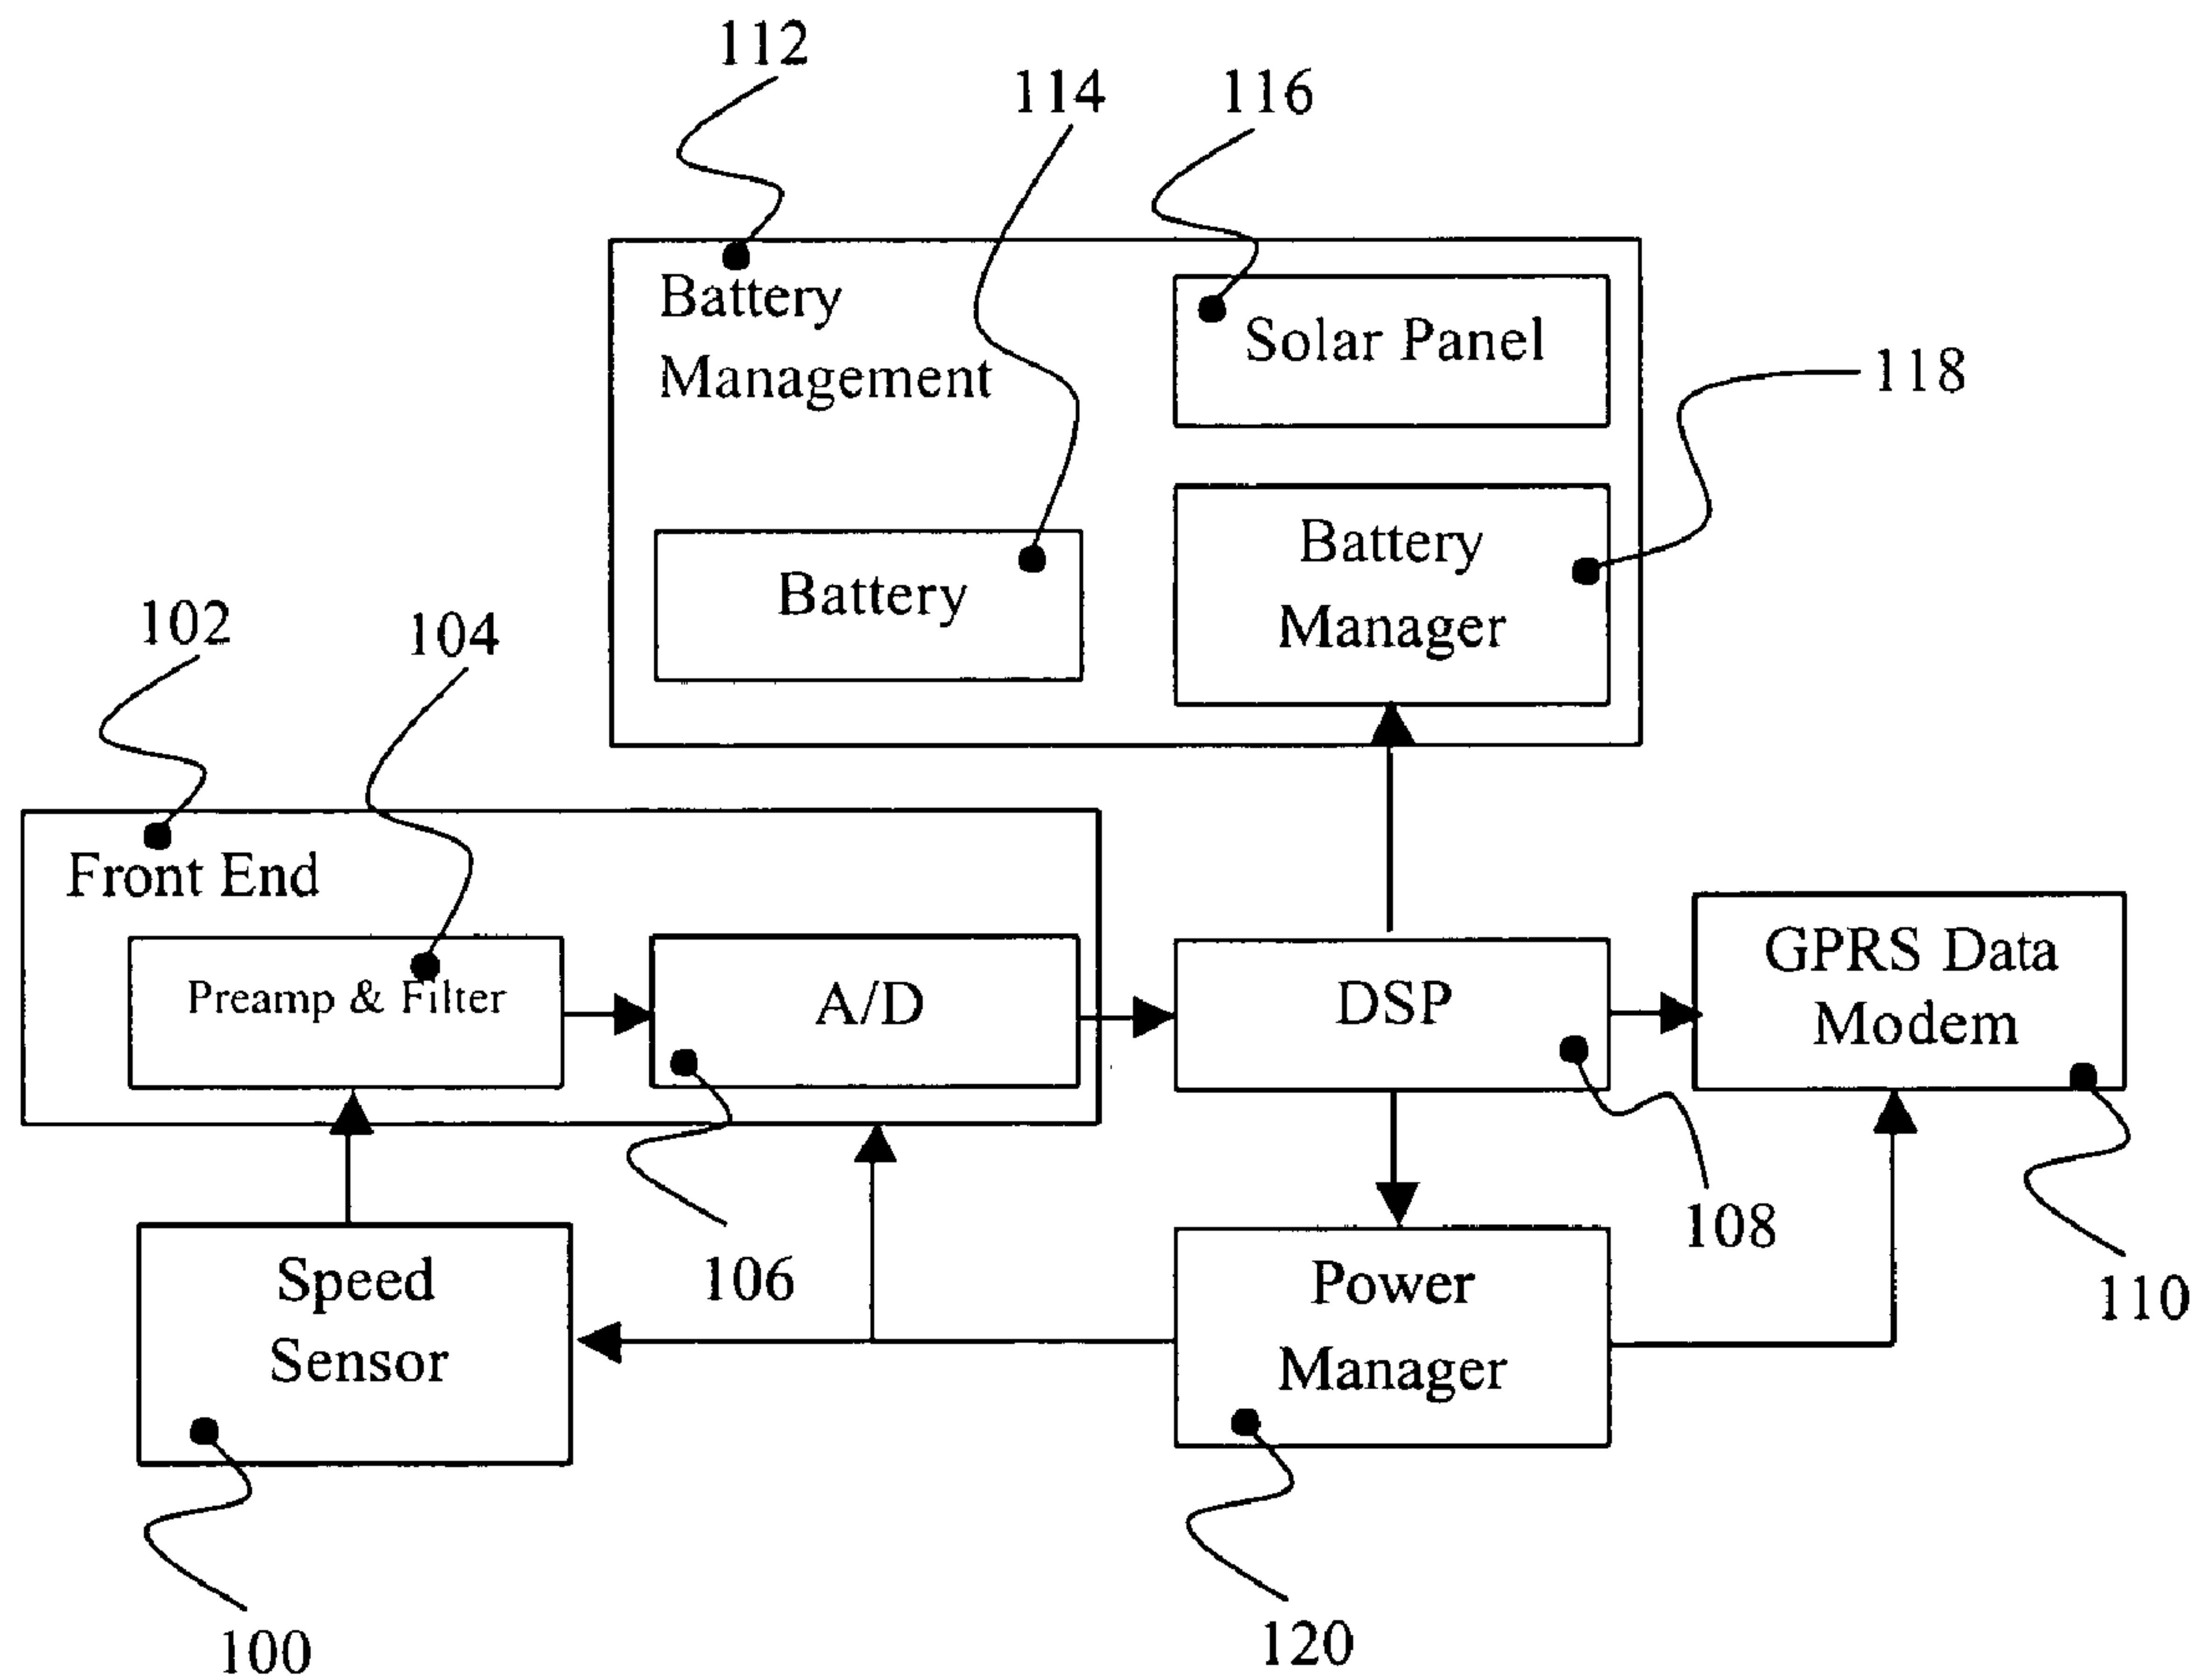 112
114
116
Battery
Management
Solar Panel
118
Battery
Manager
Battery
102
104
Front End
Preamp & Filter
A/D
DSP
GPRS Data
Modem
106
108
110
Speed
Sensor
Power
Manager
100
120